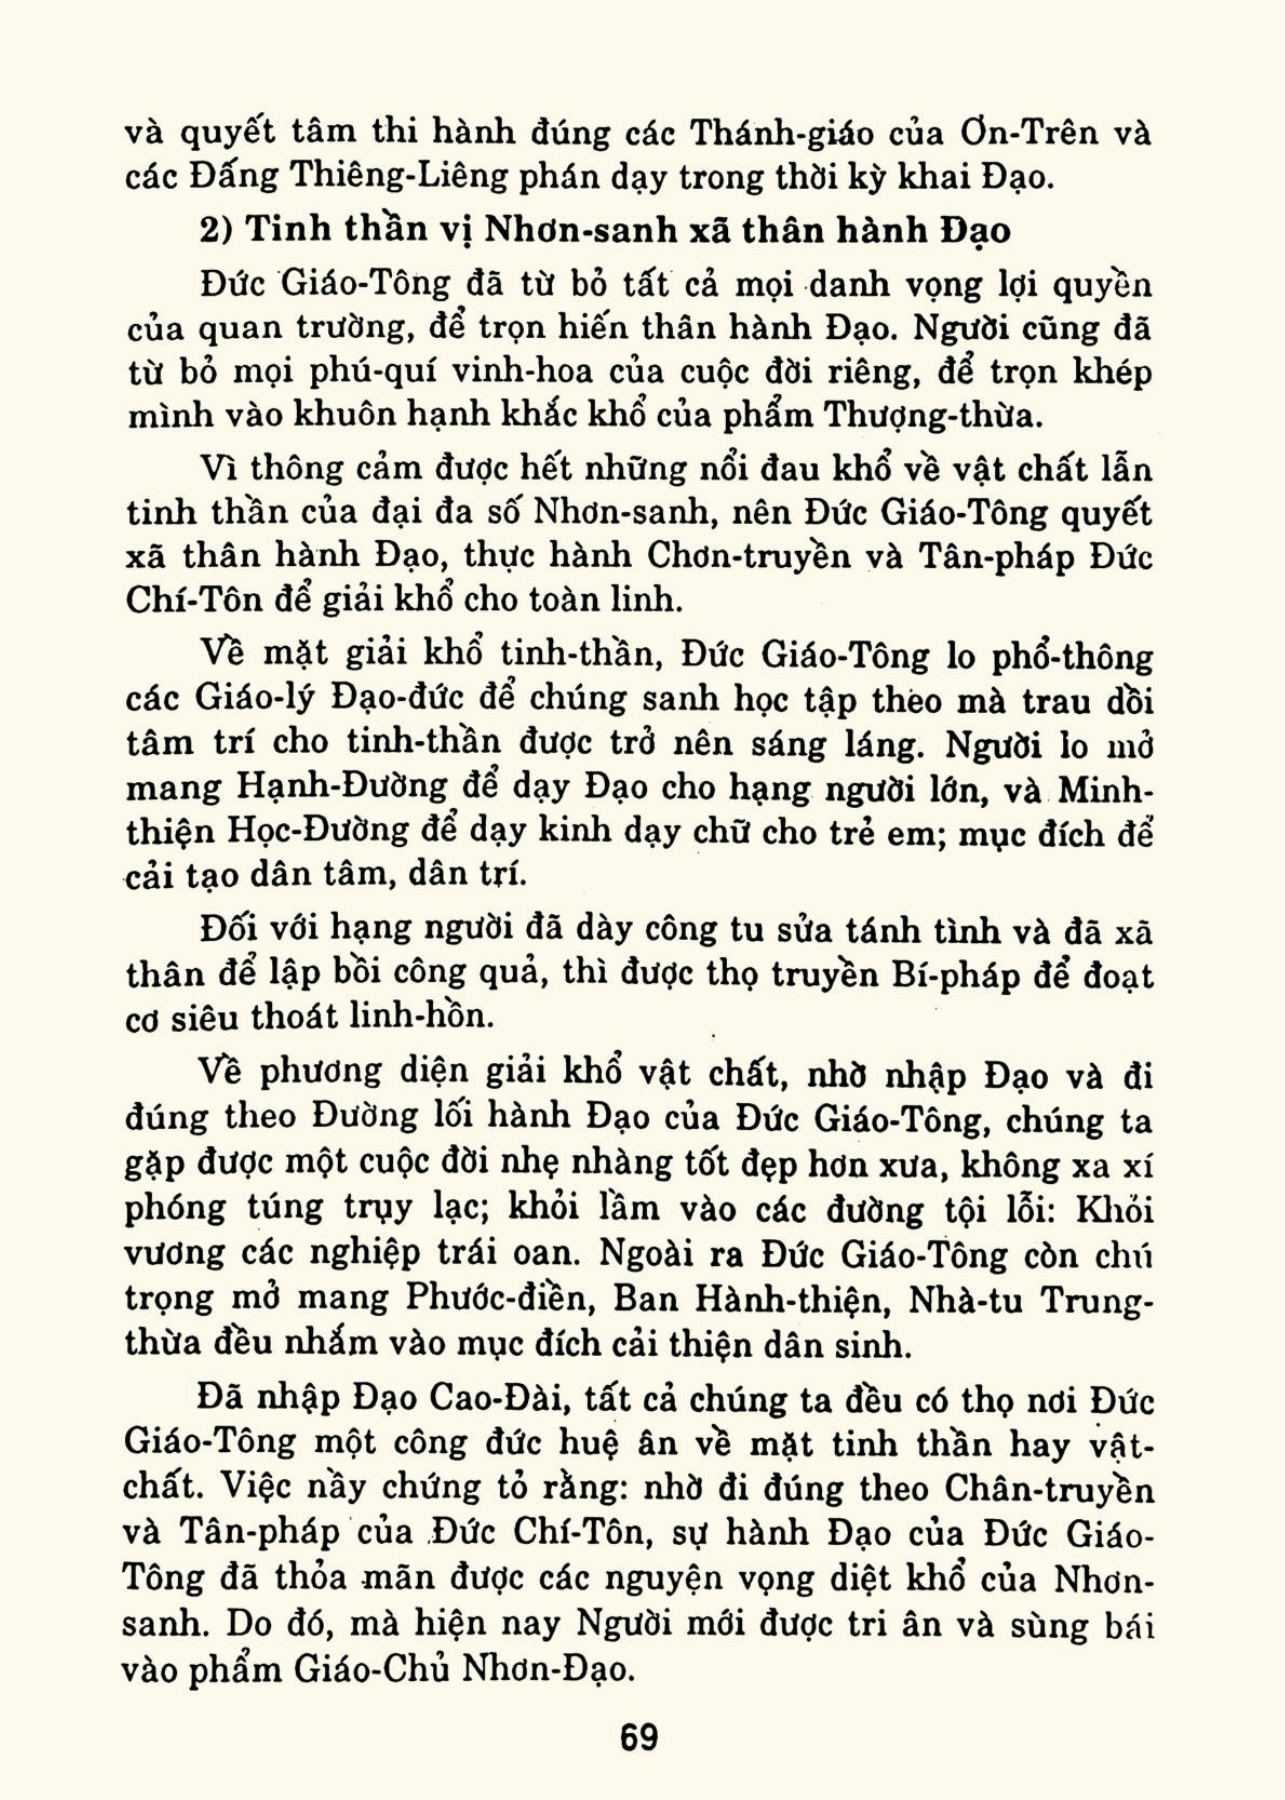 và quyết tâm thi hành đúng các Thánh-giáo của Ơn-Trên và
các Đấng Thiêng-Liêng phán dạy trong thời kỳ khai Đạo.
2) Tinh thần vị Nhơn-sanh xã thân hành Đạo
Đức Giáo-Tông đã từ bỏ tất cả mọi danh vọng lợi quyền
của quan trường, để trọn hiến thân hành Đạo. Người cũng đã
từ bỏ mọi phú-quí vinh-hoa của cuộc đời riêng, để trọn khép
mình vào khuôn hạnh khắc khổ của phẩm Thượng-thừa.
Vì thông cảm được hết những nổi đau khổ về vật chất lẫn
tinh thần của đại đa số Nhơn-sanh, nên Đức Giáo-Tông quyết
xã thân hành Đạo, thực hành Chơn-truyền và Tân-pháp Đức
Chí-Tôn để giải khổ cho toàn linh.
Về mặt giải khổ tinh-thần, Đức Giáo-Tông lo phổ-thông
các Giáo-lý Đạo-đức để chúng sanh học tập theo mà trau dồi
tâm trí cho tinh-thần được trở nên sáng láng. Người lo mở
mang Hạnh-Đường để dạy Đạo cho hạng người lớn, và Minh-
thiện Học-Đường để dạy kinh dạy chữ cho trẻ em; mục đích để
cải tạo dân tâm, dân trí.
Đối với hạng người đã dày công tu sửa tánh tình và đã xã
thân để lập bồi công quả, thì được thọ truyền Bí-pháp để đoạt
cơ siêu thoát linh-hồn.
Về phương diện giải khổ vật chất, nhờ nhập Đạo và đi
đúng theo Đường lối hành Đạo của Đức Giáo-Tông, chúng ta
gặp được một cuộc đời nhẹ nhàng tốt đẹp hơn xưa, không xa xí
phóng túng trụy lạc; khỏi lầm vào các đường tội lỗi: Khỏi
vương các nghiệp trái oan. Ngoài ra Đức Giáo-Tông còn chú
trọng mở mang Phước-điền, Ban Hành-thiện, Nhà-tu Trung-
thừa đều nhắm vào mục đích cải thiện dân sinh.
Đã nhập Đạo Cao-Đài, tất cả chúng ta đều có thọ nơi Đức
Giáo-Tông một công đức huệ ân về mặt tinh thần hay vật-
chất. Việc nầy chứng tỏ rằng: nhờ đi đúng theo Chân-truyền
và Tân-pháp của Đức Chí-Tôn, sự hành Đạo của Đức Giáo-
Tông đã thỏa mãn được các nguyện vọng diệt khổ của Nhơn-
sanh. Do đó, mà hiện nay Người mới được tri ân và sùng bái
vào phẩm Giáo-Chủ Nhơn-Đạo.
69